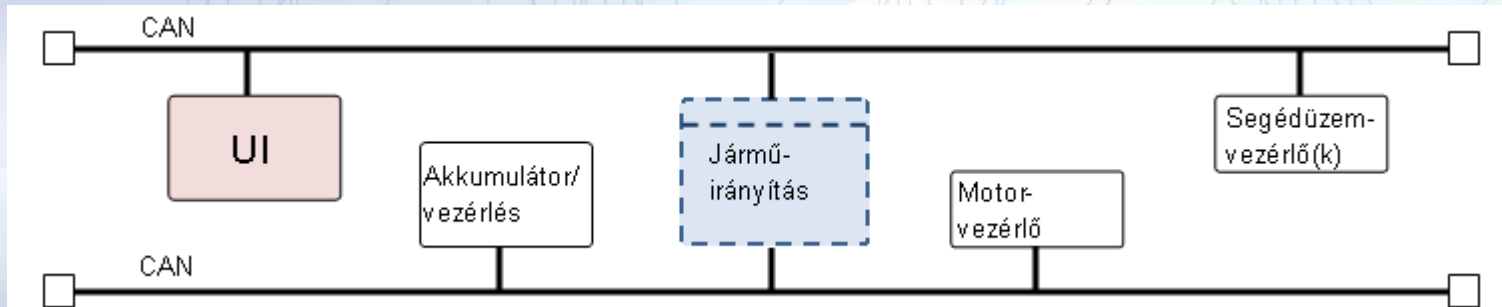 CAN
UI
Akkumulátor/
vezérlés
Jármű-
irányítás
Motor-
vezérlő
Segédüzem-
vezérlő(k)
CAN